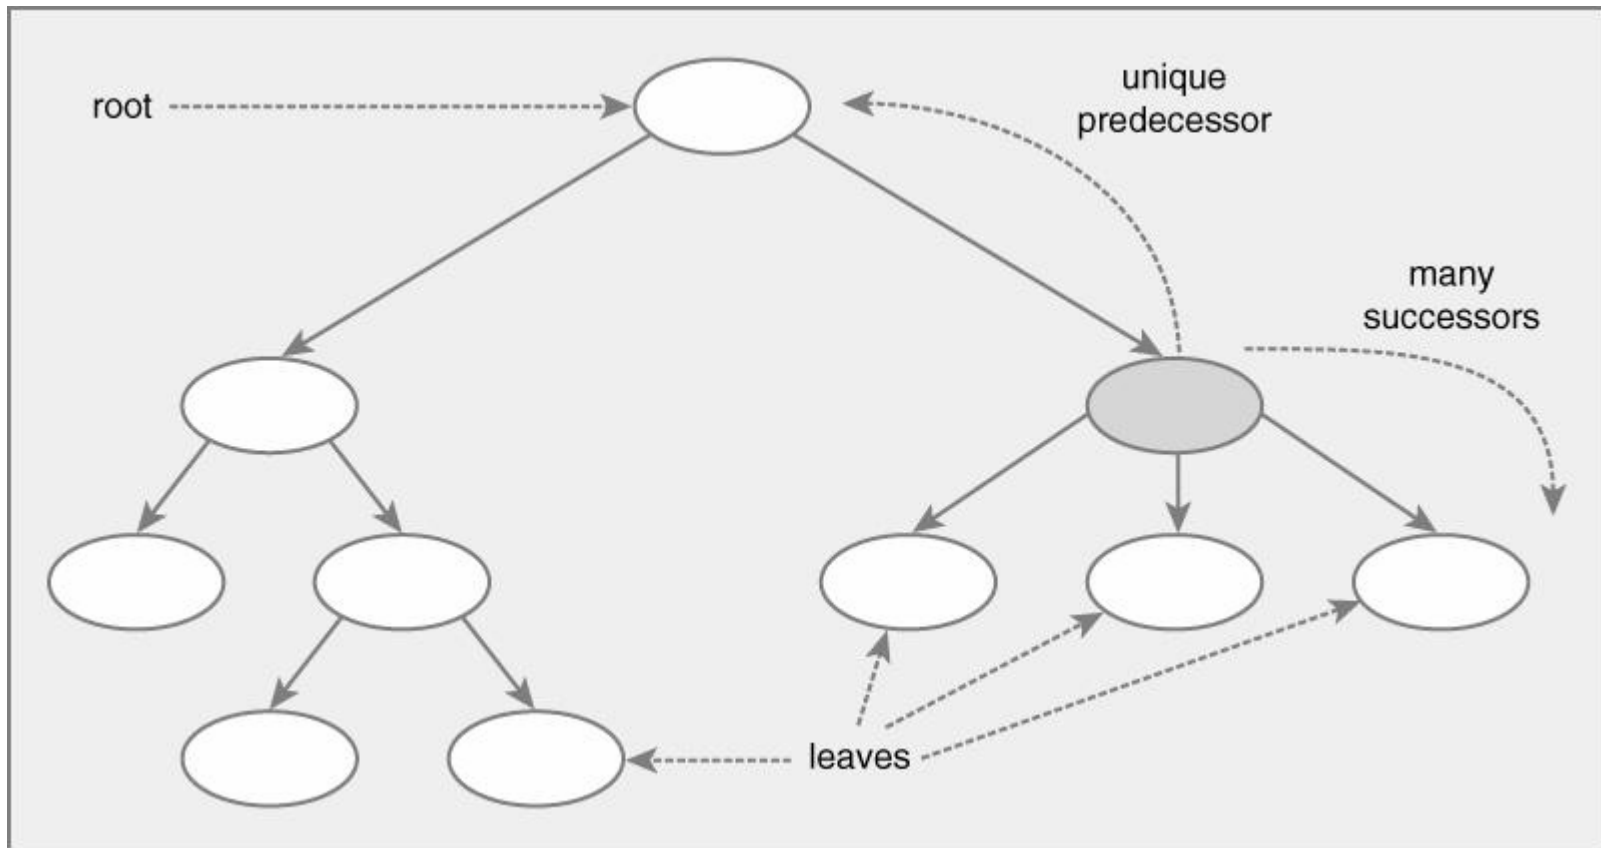 root
unique
predecessor
many
successors
leaves